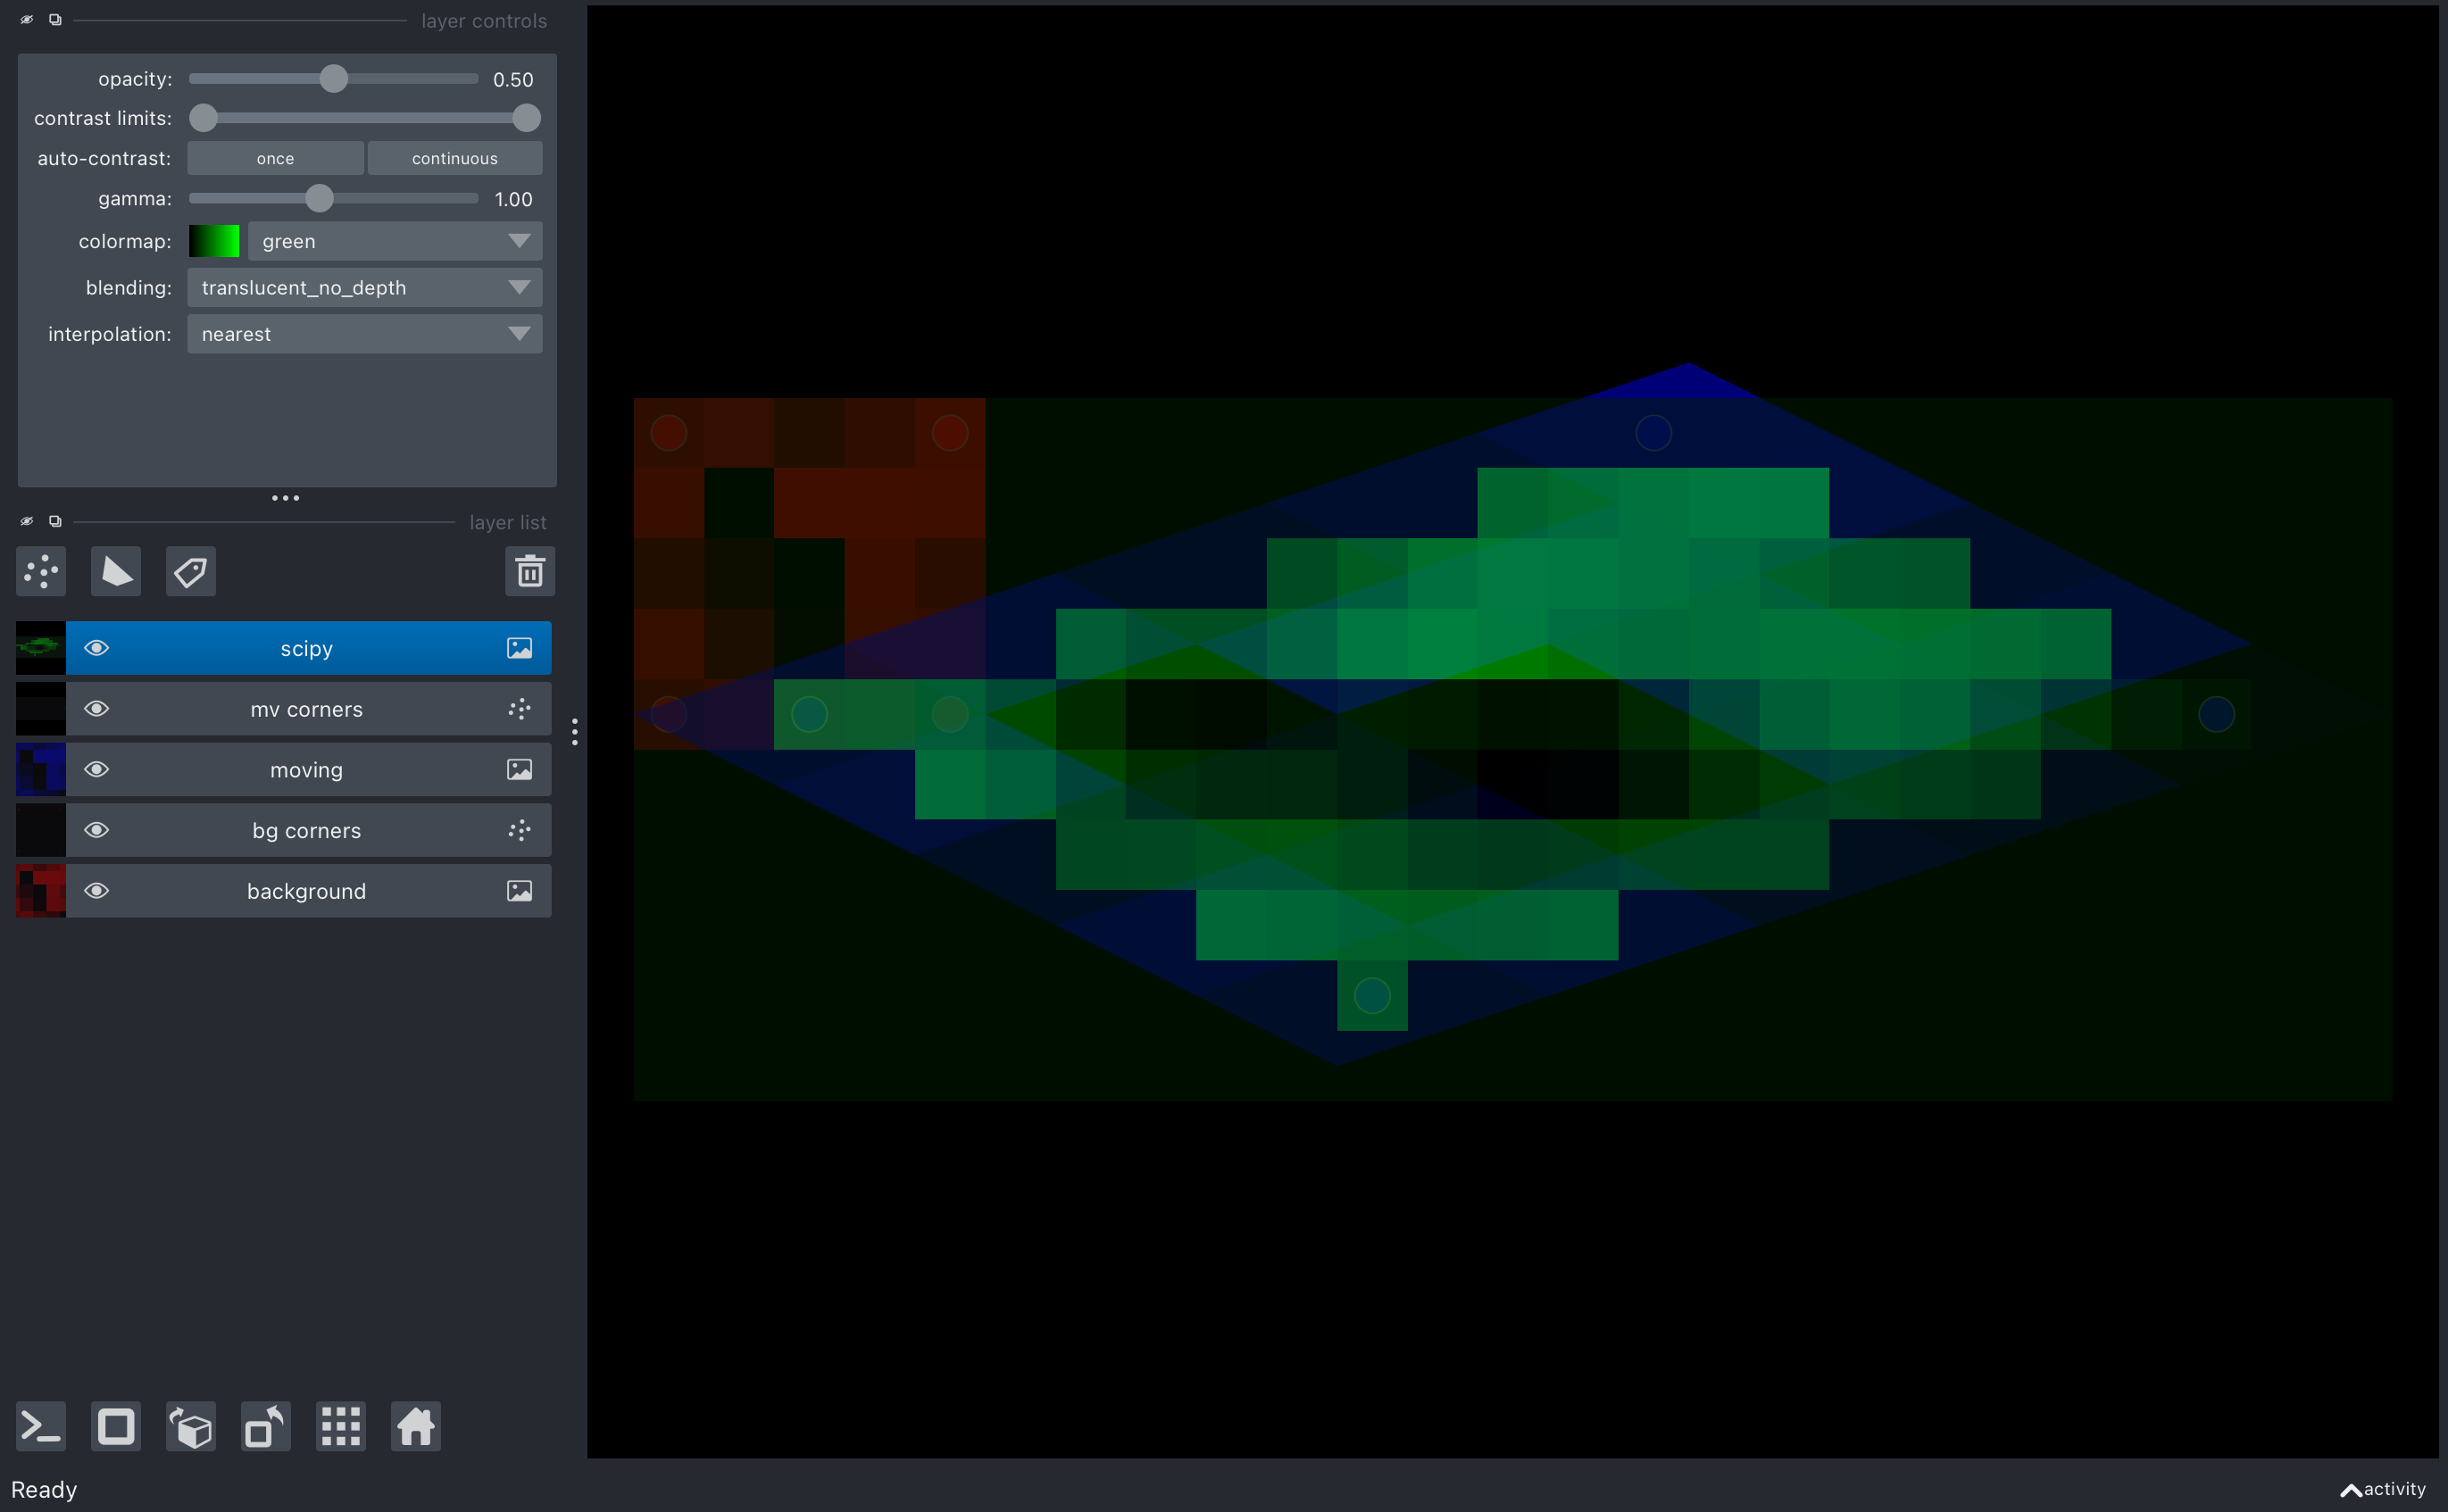 layer controls
opacity: 0.50
contrast limits:
auto-contrast: once continuous
gamma: 1.00
colormap: green
blending: translucent_no_depth
interpolation: nearest
layer list
scipy
mv corners
moving
bg corners
background
Ready
activity